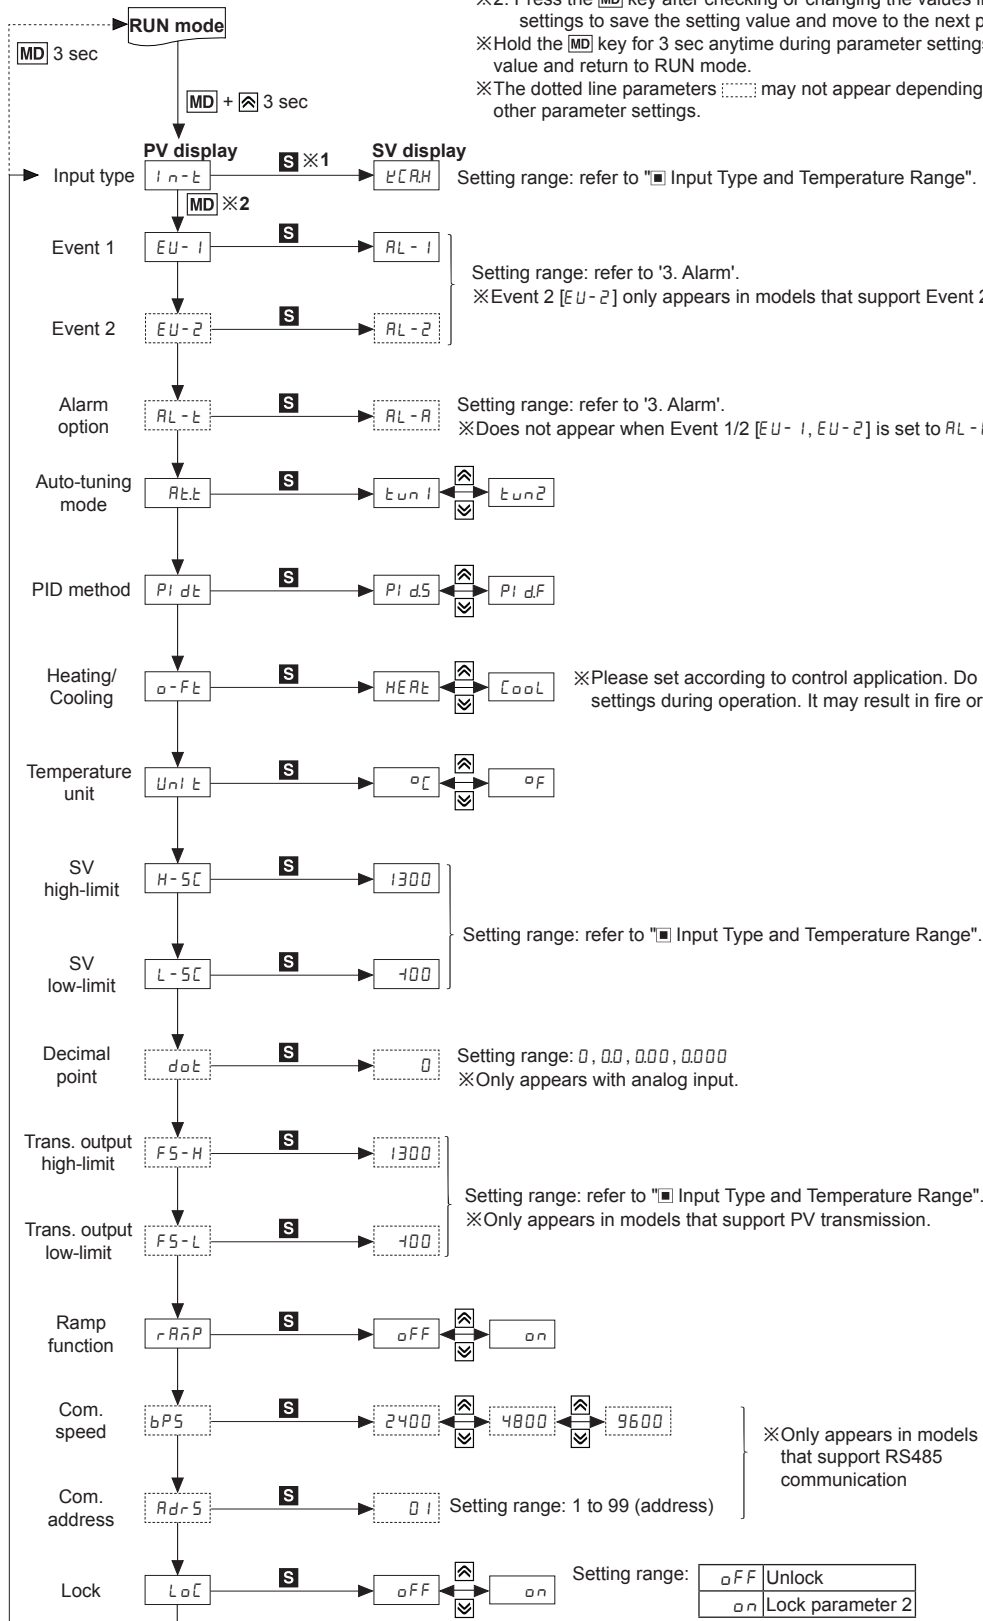 ※2: Press the MD key after checking or changing the values i
settings to save the setting value and move to the next p
※Hold the MD key for 3 sec anytime during parameter settings
value and return to RUN mode.
※The dotted line parameters may not appear depending
other parameter settings.
RUN mode
MD 3 sec
MD + 3 sec
PV display
SV display
Input type
In-t
S ※1
KCA.H
Setting range: refer to "▣ Input Type and Temperature Range".
MD ※2
Event 1
EU-1
S
AL-1
Setting range: refer to '3. Alarm'.
※Event 2 [EU-2] only appears in models that support Event 2
Event 2
EU-2
S
AL-2
Alarm
option
AL-t
S
AL-A
Setting range: refer to '3. Alarm'.
※Does not appear when Event 1/2 [EU-1, EU-2] is set to AL-
Auto-tuning
mode
At.t
S
tun1
tun2
PID method
PIdt
S
PId.S
PId.F
Heating/
Cooling
o-Ft
S
HEAt
CooL
※Please set according to control application. Do
settings during operation. It may result in fire or
Temperature
unit
UnIt
S
°C
°F
SV
high-limit
H-SC
S
1300
SV
low-limit
L-SC
S
-100
Setting range: refer to "▣ Input Type and Temperature Range".
Decimal
point
dot
S
0
Setting range: 0, 0.0, 0.00, 0.000
※Only appears with analog input.
Trans. output
high-limit
FS-H
S
1300
Setting range: refer to "▣ Input Type and Temperature Range".
※Only appears in models that support PV transmission.
Trans. output
low-limit
FS-L
S
-100
Ramp
function
rAmP
S
oFF
on
Com.
speed
bPS
S
2400
4800
9600
※Only appears in models
that support RS485
communication
Com.
address
AdrS
S
01
Setting range: 1 to 99 (address)
Lock
LoC
S
oFF
on
Setting range:
oFF Unlock
on Lock parameter 2